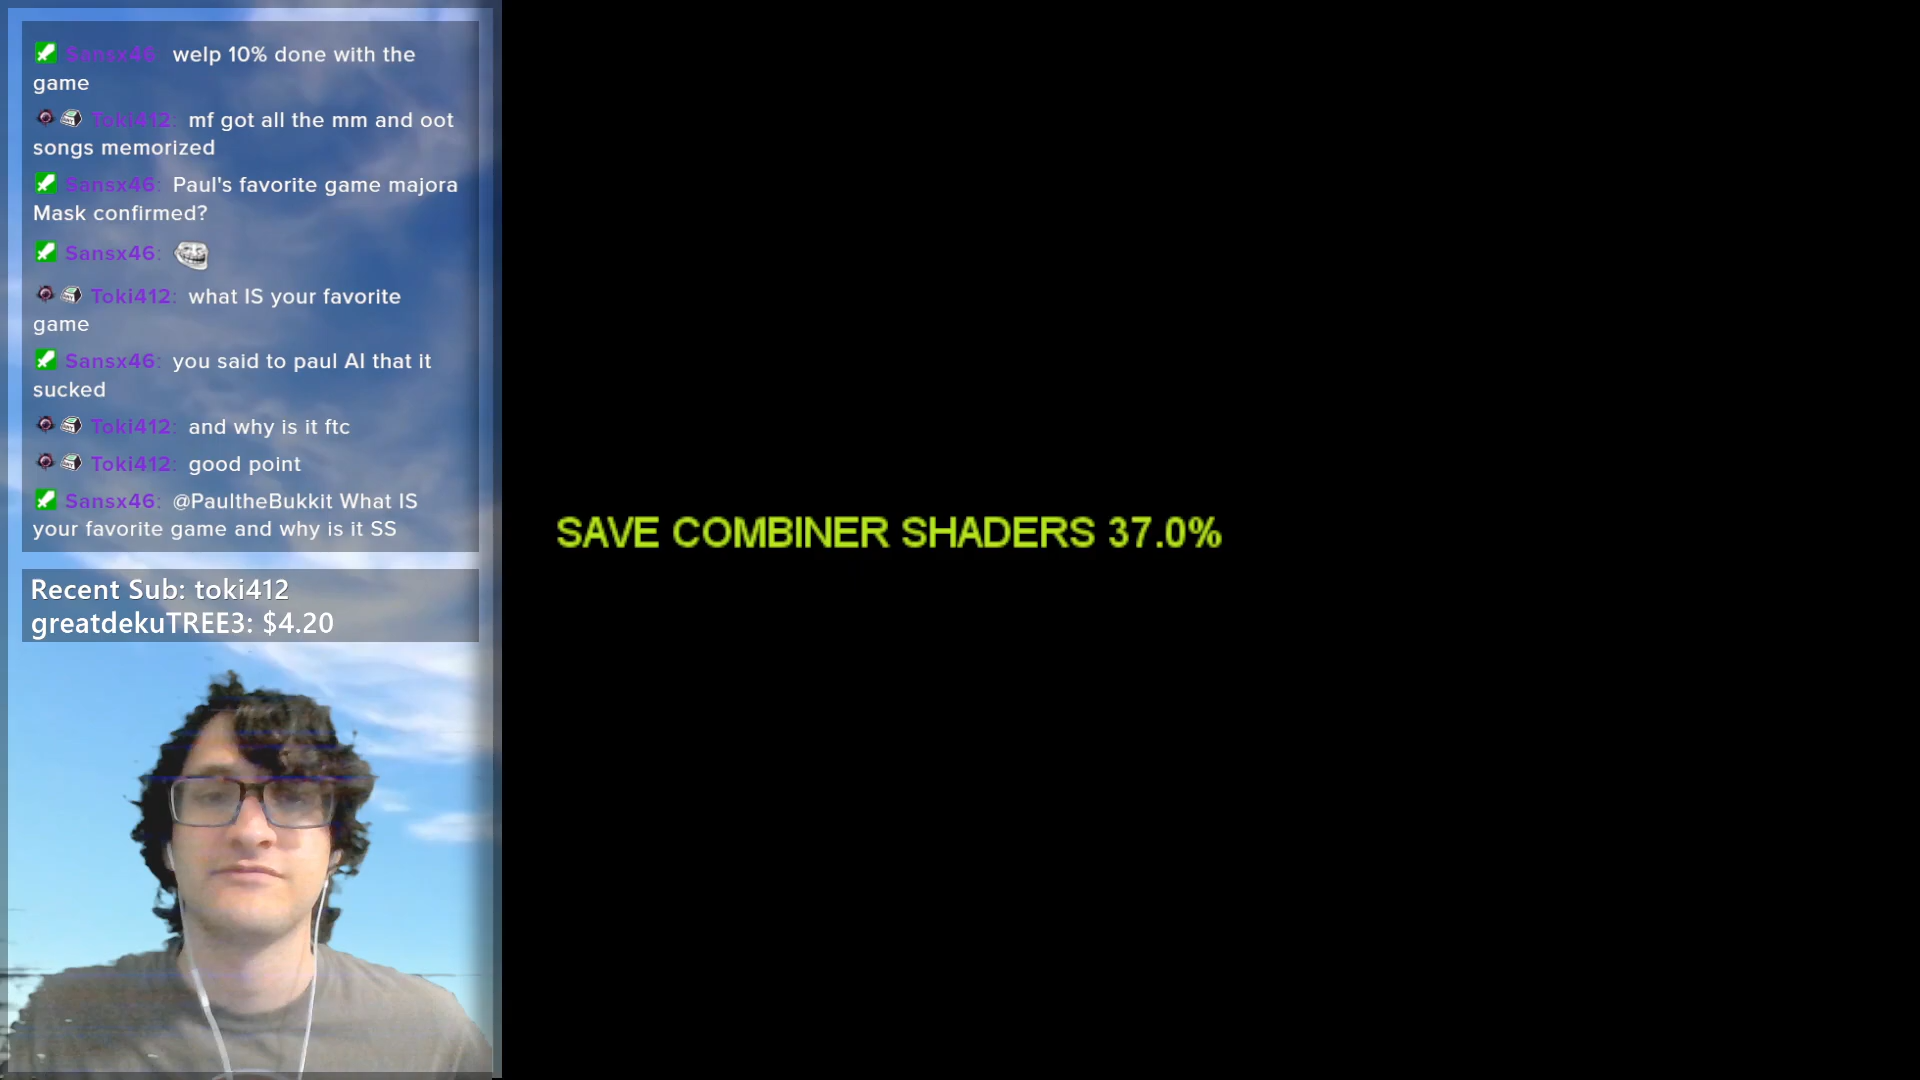 Sansx46 welp 10% done with the
game
Toki412: mf got all the mm and oot
songs memorized
Sansx46: Paul's favorite game majora
Mask confirmed?
Sansx46:
Toki412: what IS your favorite
game
Sansx46: you said to paul AI that it
sucked
Toki412: and why is it ftc
Toki412: good point
Sansx46: @PaultheBukkit What IS
your favorite game and why is it SS
Recent Sub: toki412
greatdekuTREE3: $4.20
SAVE COMBINER SHADERS 37.0%